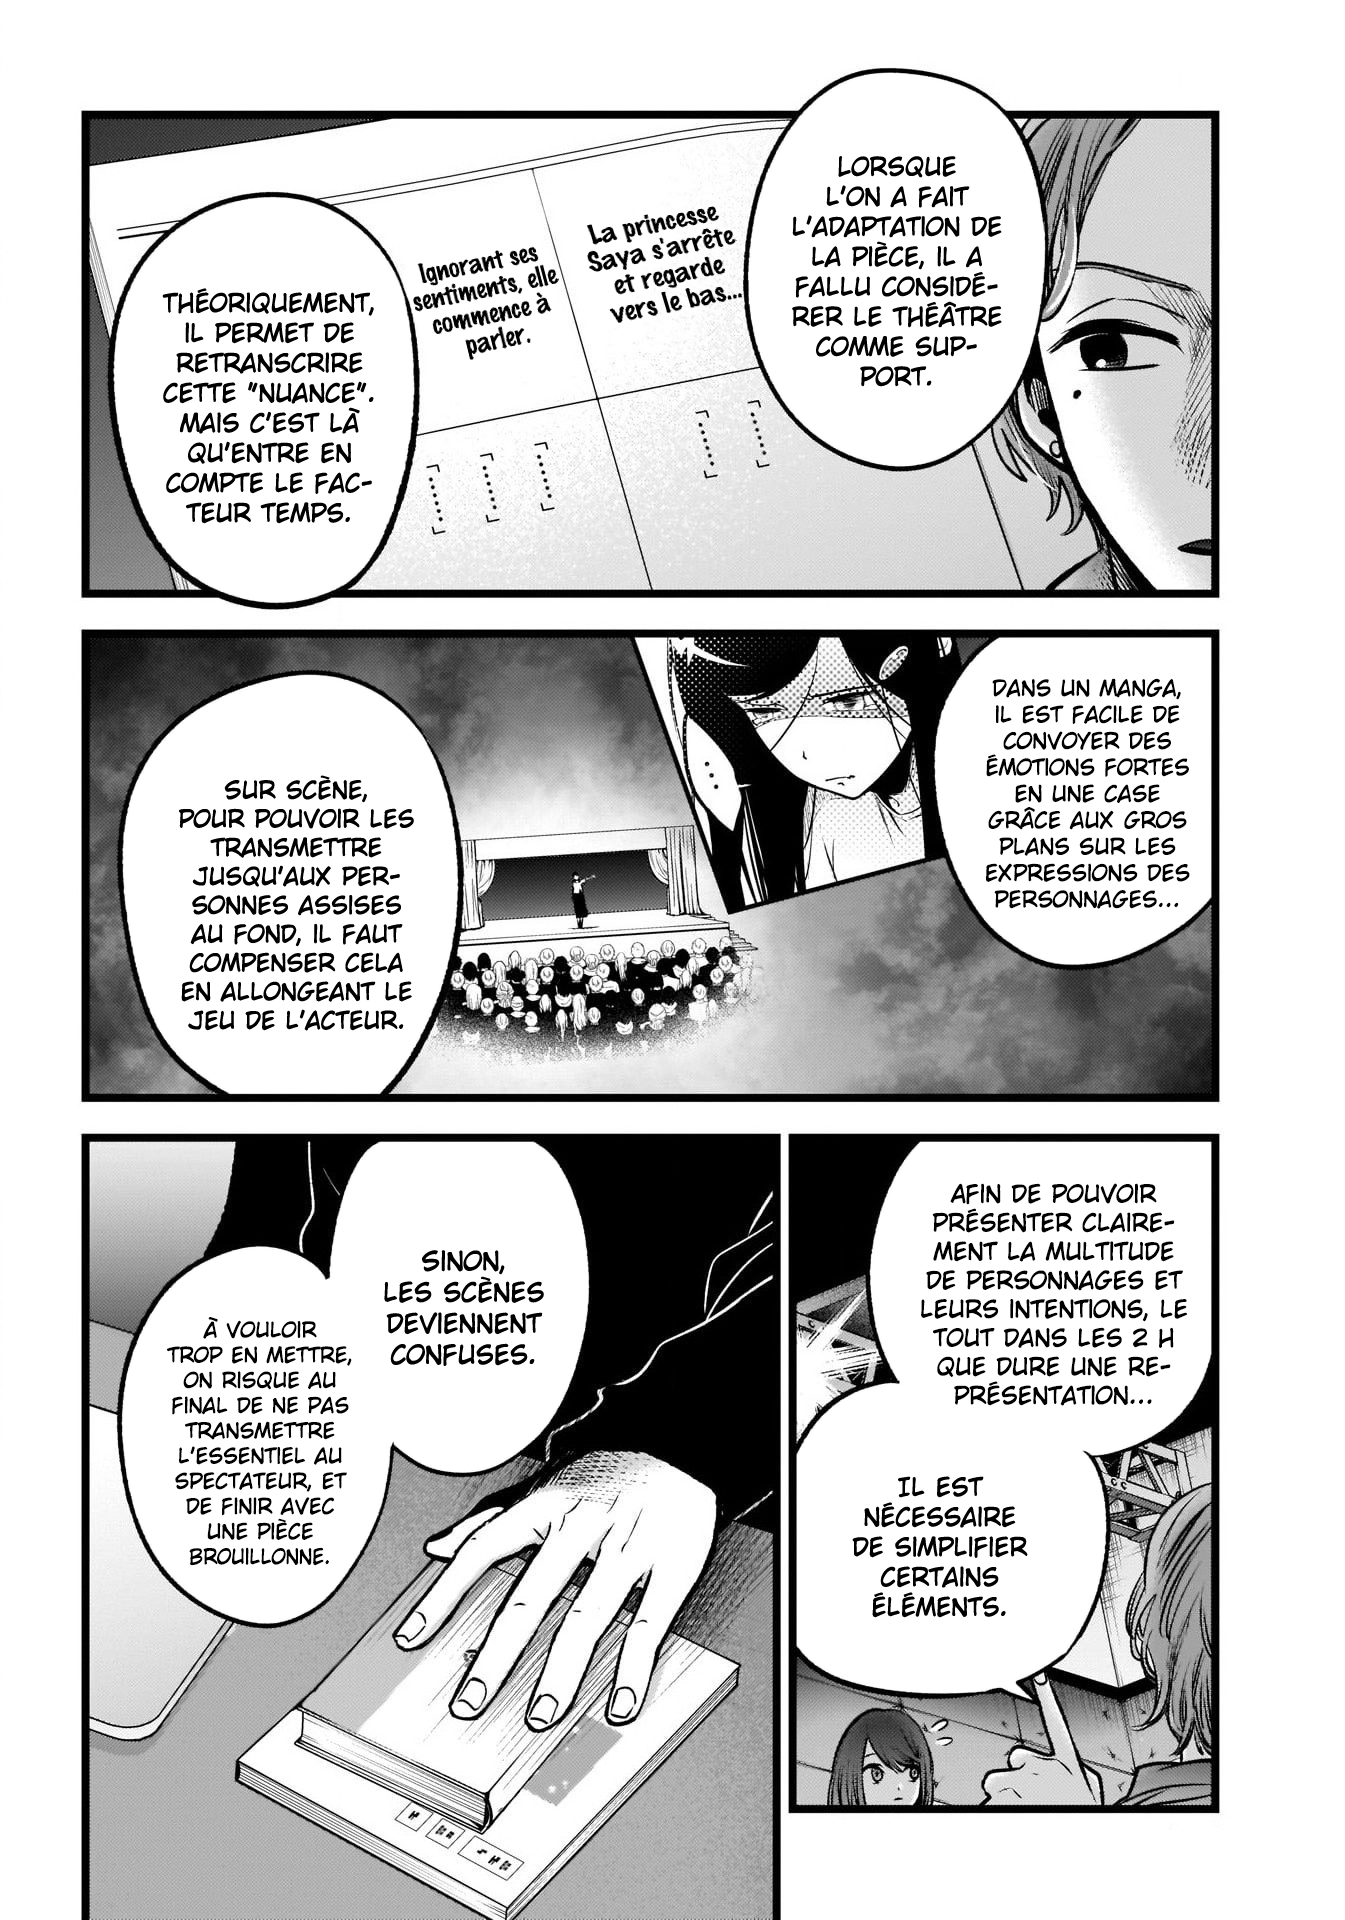 LORSQUE
L'ON A FAIT
L'ADAPTATION DE
LA PIÈCE, IL A
FALLU CONSIDÉ-
RER LE THÉÂTRE
COMME SUP-
PORT.
La princesse
Saya s'arrête
et regarde
vers le bas...
Ignorant ses
sentiments, elle
commence à
parler.
THÉORIQUEMENT,
IL PERMET DE
RETRANSCRIRE
CETTE "NUANCE".
MAIS C'EST LÀ
QU'ENTRE EN
COMPTE LE FAC-
TEUR TEMPS.
DANS UN MANGA,
IL EST FACILE DE
CONVOYER DES
ÉMOTIONS FORTES
EN UNE CASE
GRÂCE AUX GROS
PLANS SUR LES
EXPRESSIONS DES
PERSONNAGES...
...
SUR SCÈNE,
POUR POUVOIR LES
TRANSMETTRE
JUSQU'AUX PER-
SONNES ASSISES
AU FOND, IL FAUT
COMPENSER CELA
EN ALLONGEANT LE
JEU DE L'ACTEUR.
AFIN DE POUVOIR
PRÉSENTER CLAIRE-
MENT LA MULTITUDE
DE PERSONNAGES ET
LEURS INTENTIONS, LE
TOUT DANS LES 2 H
QUE DURE UNE RE-
PRÉSENTATION...
IL EST
NÉCESSAIRE
DE SIMPLIFIER
CERTAINS
ÉLÉMENTS.
SINON,
LES SCÈNES
DEVIENNENT
CONFUSES.
À VOULOIR
TROP EN METTRE,
ON RISQUE AU
FINAL DE NE PAS
TRANSMETTRE
L'ESSENTIEL AU
SPECTATEUR, ET
DE FINIR AVEC
UNE PIÈCE
BROUILLONNE.